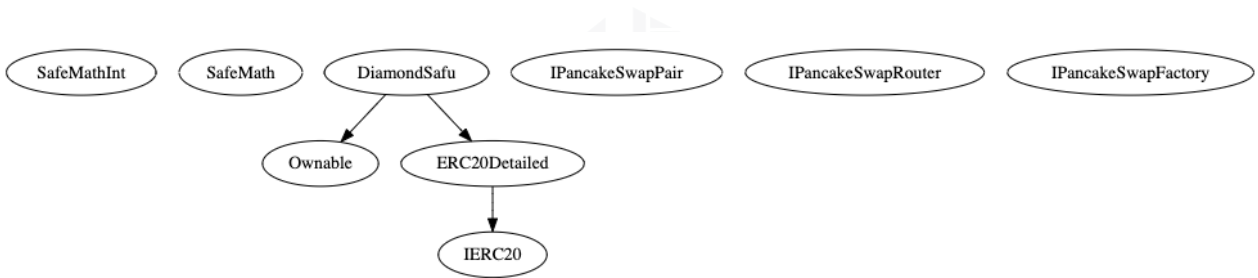 SafeMathInt SafeMath DiamondSafu IPancakeSwapPair IPancakeSwapRouter IPancakeSwapFactory
Ownable ERC20Detailed
IERC20